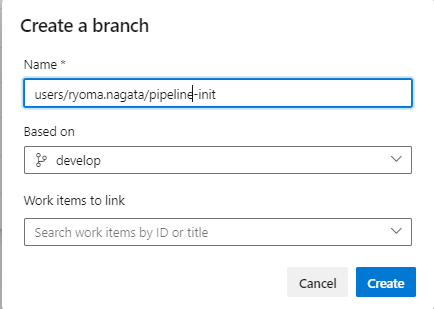 Create a branch
Name *
users/ryoma.nagata/pipeline-init
Based on
develop
Work items to link
Search work items by ID or title
Cancel
Create